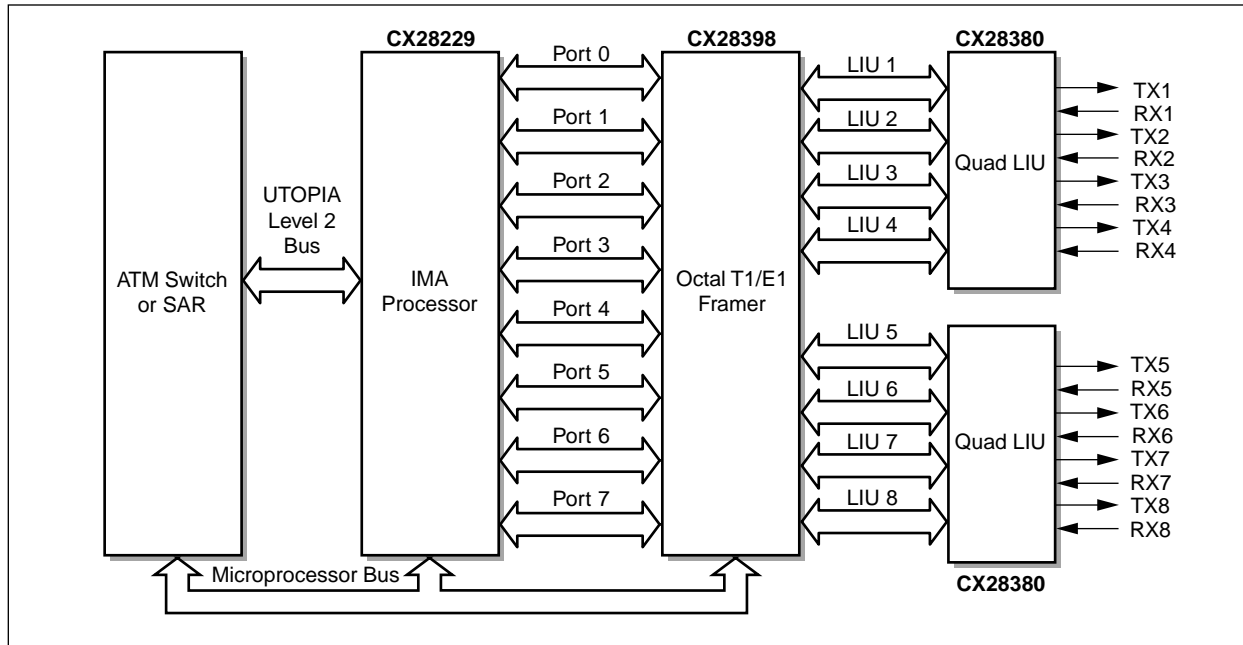 CX28229
CX28398
CX28380
Port 0
Port 1
Port 2
Port 3
Port 4
Port 5
Port 6
Port 7
LIU 1
LIU 2
LIU 3
LIU 4
LIU 5
LIU 6
LIU 7
LIU 8
UTOPIA
Level 2
Bus
ATM Switch
or SAR
IMA
Processor
Octal T1/E1
Framer
Quad LIU
TX1
RX1
TX2
RX2
TX3
RX3
TX4
RX4
Quad LIU
TX5
RX5
TX6
RX6
TX7
RX7
TX8
RX8
Microprocessor Bus
CX28380